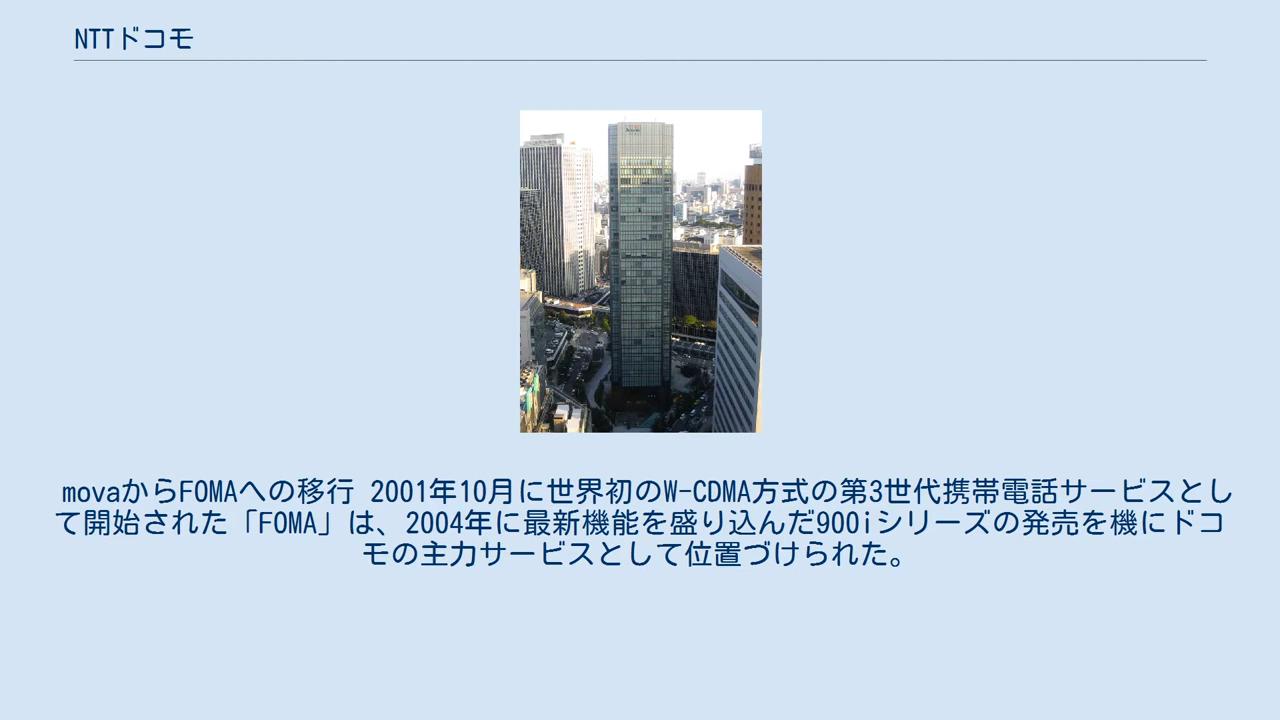 NTTドコモ
movaからFOMAへの移行 2001年10月に世界初のW-CDMA方式の第3世代携帯電話サービスとし
て開始された「FOMA」は、2004年に最新機能を盛り込んだ900iシリーズの発売を機にドコ
モの主力サービスとして位置づけられた。